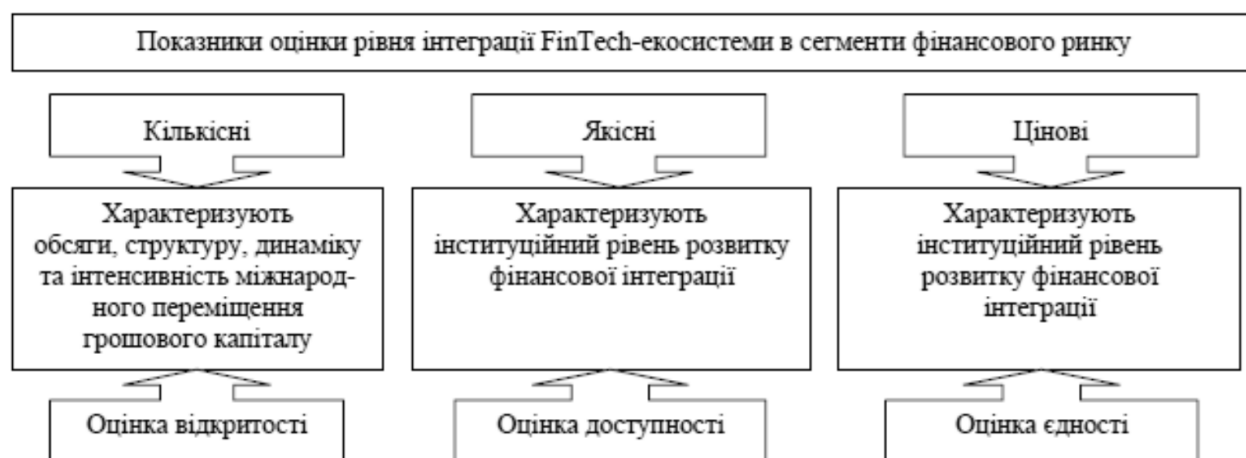 Показники оцінки рівня інтеграції FinTech-екосистеми в сегменти фінансового ринку
Кількісні
Якісні
Цінові
Характеризують
обсяги, структуру, динаміку
та інтенсивність міжнарод-
ного переміщення
грошового капіталу
Характеризують
інституційний рівень розвитку
фінансової інтеграції
Характеризують
інституційний рівень
розвитку фінансової
інтеграції
Оцінка відкритості
Оцінка доступності
Оцінка єдності